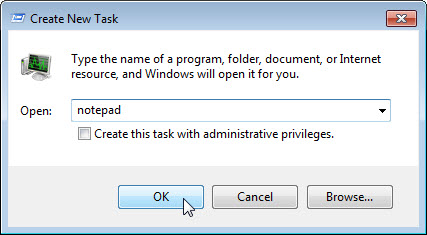 Create New Task
Type the name of a program, folder, document, or Internet
resource, and Windows will open it for you.
Open: notepad
Create this task with administrative privileges.
OK Cancel Browse...